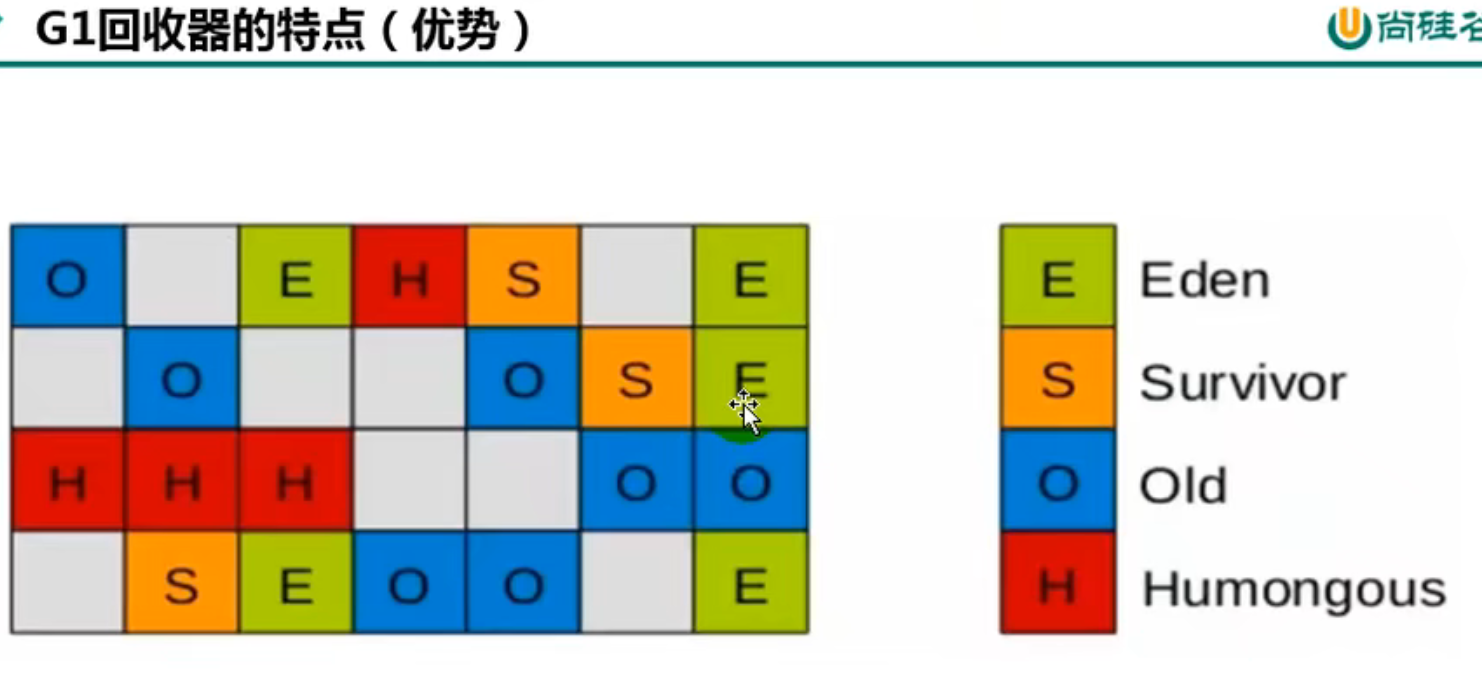 G1回收器的特点（优势）
尚硅谷
O E H S E
O O S E
H H H O O
S E O O E
E Eden
S Survivor
O Old
H Humongous